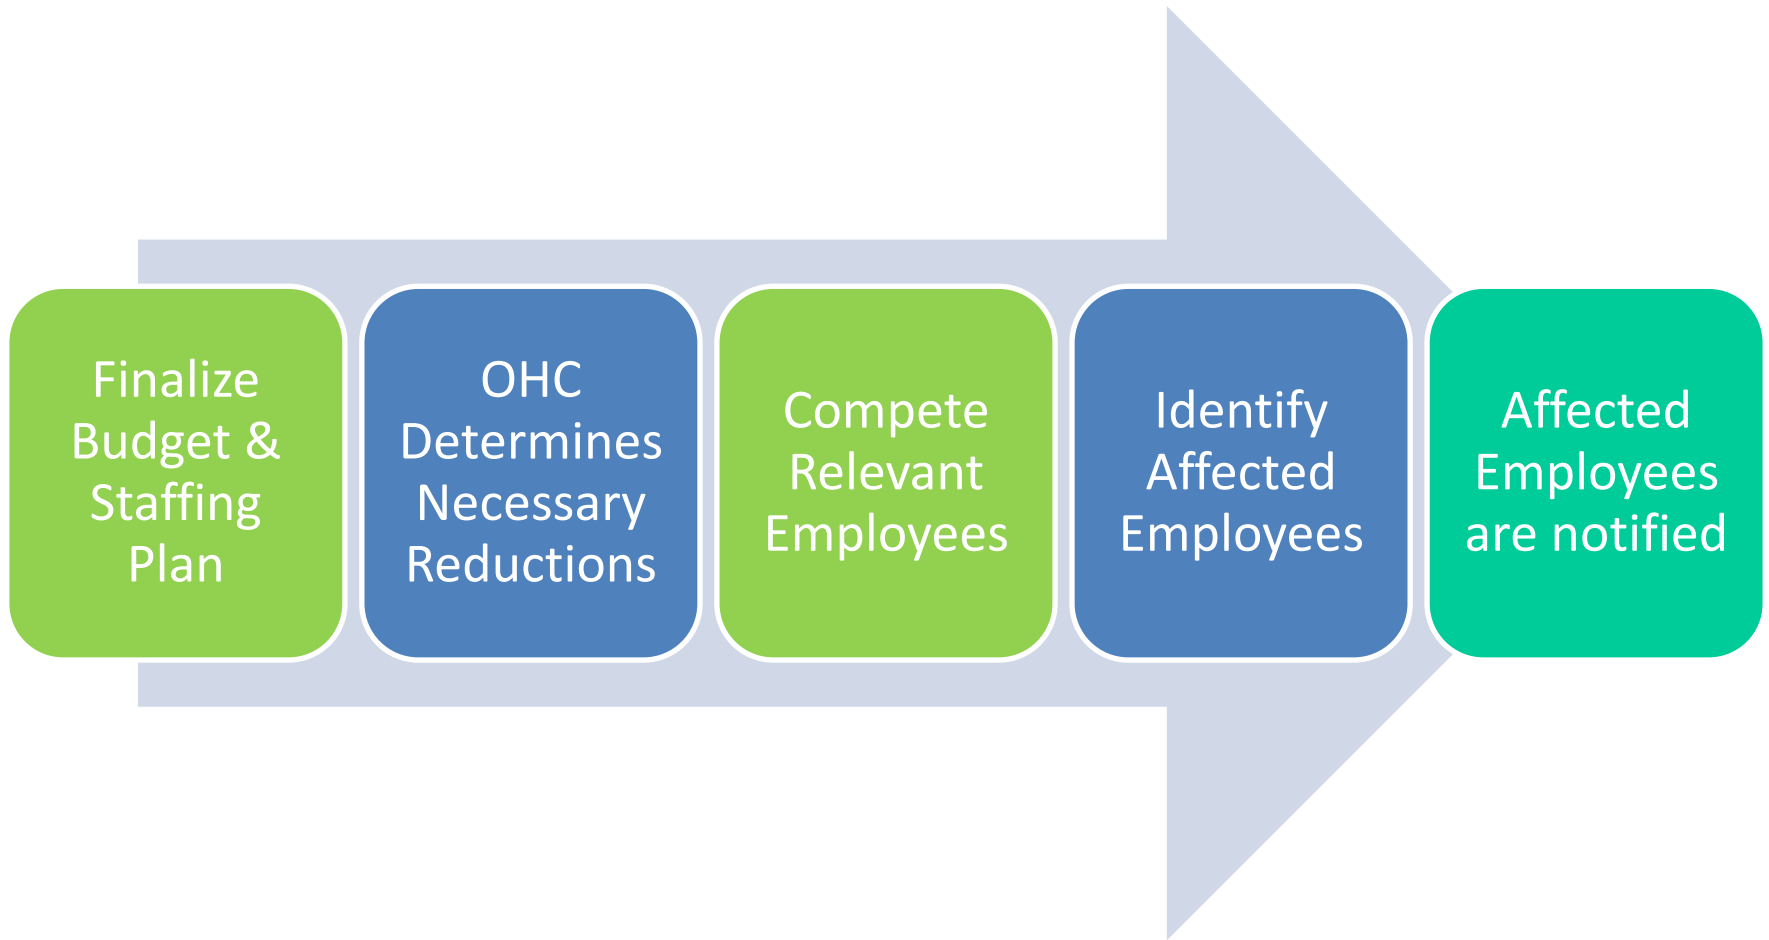 Finalize
Budget &
Staffing
Plan
OHC
Determines
Necessary
Reductions
Compete
Relevant
Employees
Identify
Affected
Employees
Affected
Employees
are notified